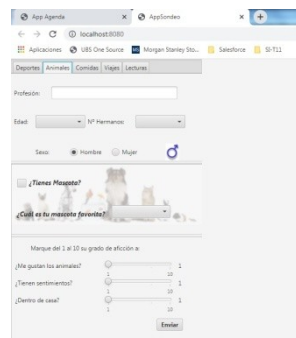 App Agenda × AppSondeo × +
localhost:8080
Aplicaciones UBS One Source Morgan Stanley Sto... Salesforce SI-T11
Deportes Animales Comidas Viajes Lecturas
Profesión:
Edad: Nº Hermanos:
Sexo: Hombre Mujer
¿Tienes Mascota?
¿Cuál es tu mascota favorita?
Marque del 1 al 10 su grado de afición a:
¿Me gustan los animales? 1
1 10
¿Tienen sentimientos? 1
1 10
¿Dentro de casa? 1
1 10
Enviar